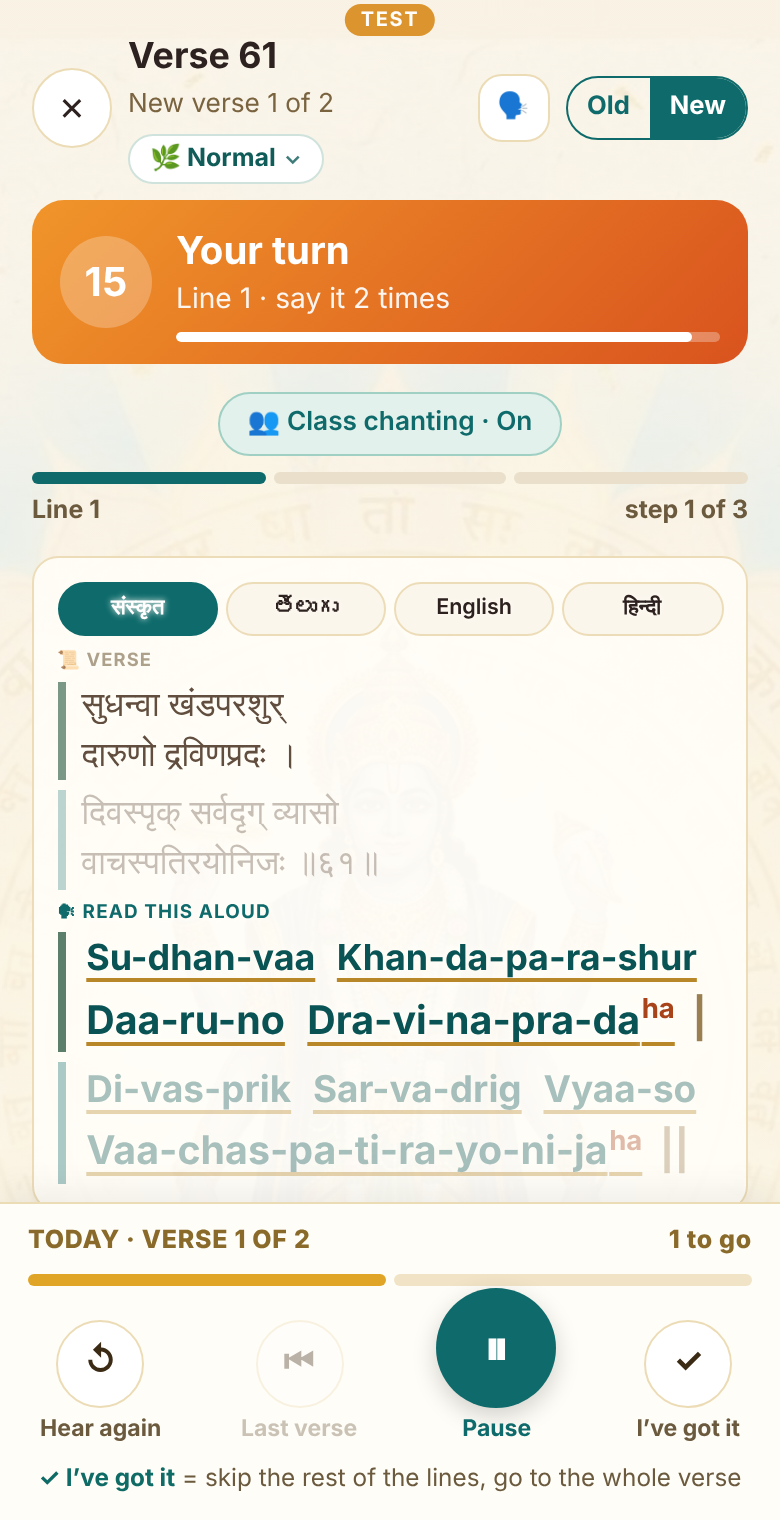 TEST
Verse 61
New verse 1 of 2
Normal
Old New
15
Your turn
Line 1 · say it 2 times
Class chanting · On
Line 1
step 1 of 3
संस्कृत తెలుగు English हिन्दी
VERSE
सुधन्वा खंडपरशुर्
दारुणो द्रविणप्रदः ।
दिवस्पृक् सर्वदृग् व्यासो
वाचस्पतिरयोनिजः ॥६१॥
READ THIS ALOUD
Su-dhan-vaa Khan-da-pa-ra-shur
Daa-ru-no Dra-vi-na-pra-daha |
Di-vas-prik Sar-va-drig Vyaa-so
Vaa-chas-pa-ti-ra-yo-ni-jaha ||
TODAY · VERSE 1 OF 2
1 to go
Hear again
Last verse
Pause
I’ve got it
✓ I’ve got it = skip the rest of the lines, go to the whole verse